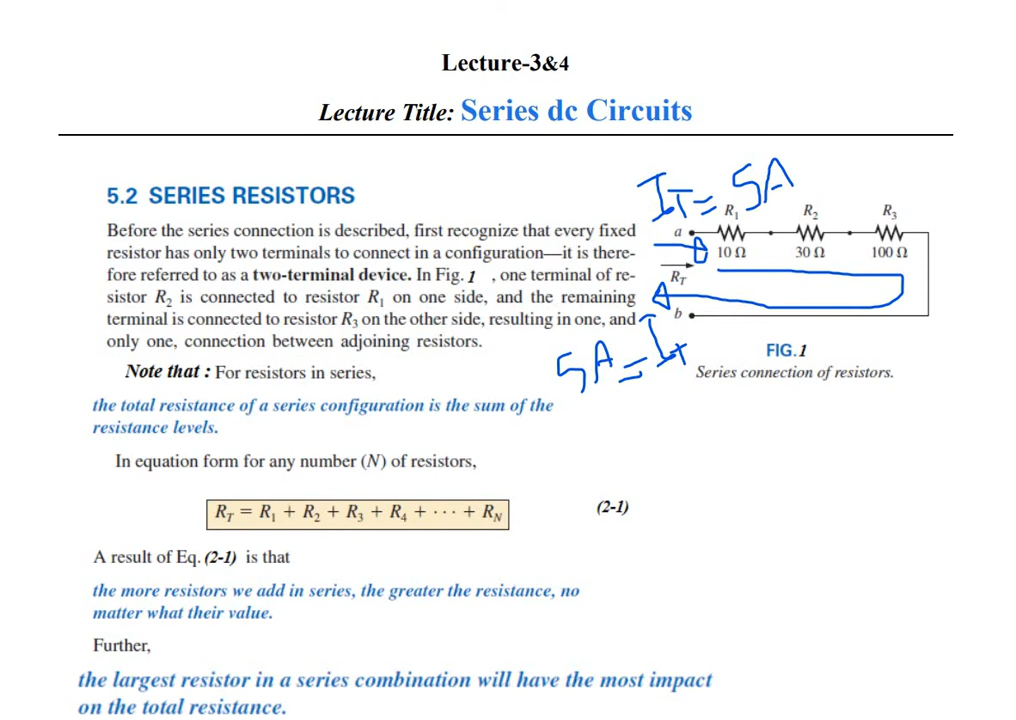 Lecture-3&4
Lecture Title: Series dc Circuits
5.2 SERIES RESISTORS
Before the series connection is described, first recognize that every fixed
resistor has only two terminals to connect in a configuration—it is there-
fore referred to as a two-terminal device. In Fig. 1 , one terminal of re-
sistor R2 is connected to resistor R1 on one side, and the remaining
terminal is connected to resistor R3 on the other side, resulting in one, and
only one, connection between adjoining resistors.
Note that : For resistors in series,
the total resistance of a series configuration is the sum of the
resistance levels.
In equation form for any number (N) of resistors,
RT = R1 + R2 + R3 + R4 + · · · + RN
(2-1)
A result of Eq. (2-1) is that
the more resistors we add in series, the greater the resistance, no
matter what their value.
Further,
the largest resistor in a series combination will have the most impact
on the total resistance.
IT = 5A
R1 R2 R3
a
10 Ω 30 Ω 100 Ω
RT
b
5A = It
FIG.1
Series connection of resistors.